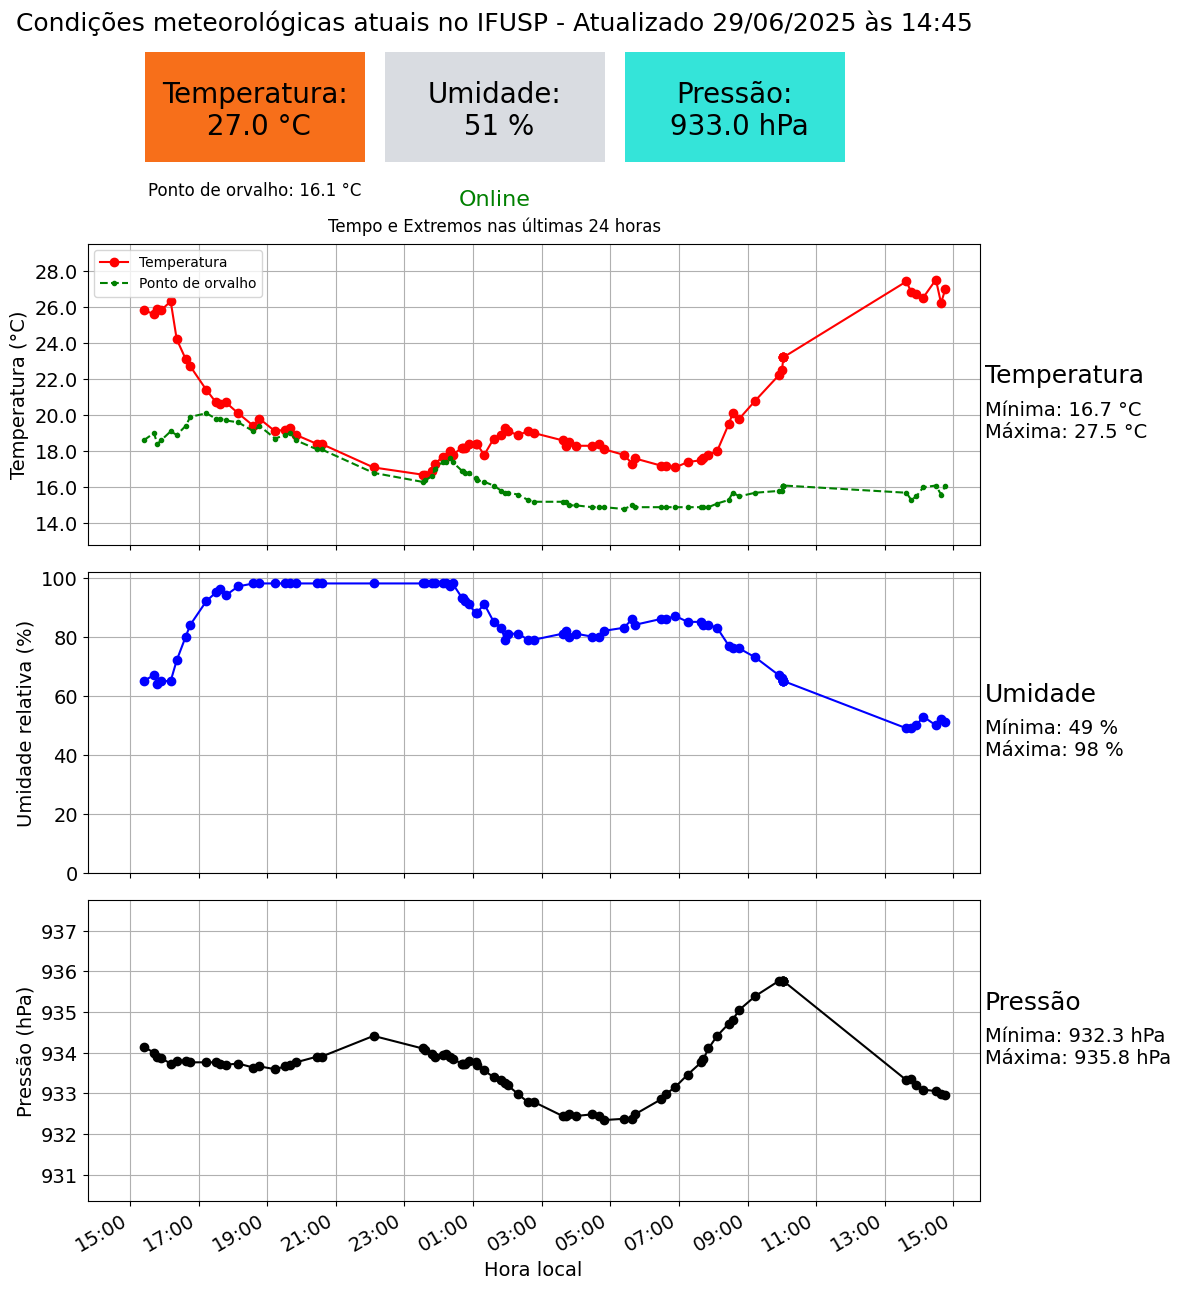 Condições meteorológicas atuais no IFUSP - Atualizado 29/06/2025 às 14:45
Temperatura:
27.0 °C
Umidade:
51 %
Pressão:
933.0 hPa
Ponto de orvalho: 16.1 °C
Online
Tempo e Extremos nas últimas 24 horas
Temperatura
Ponto de orvalho
Temperatura (°C)
28.0
26.0
24.0
22.0
20.0
18.0
16.0
14.0
Temperatura
Mínima: 16.7 °C
Máxima: 27.5 °C
Umidade relativa (%)
100
80
60
40
20
0
Umidade
Mínima: 49 %
Máxima: 98 %
Pressão (hPa)
937
936
935
934
933
932
931
Pressão
Mínima: 932.3 hPa
Máxima: 935.8 hPa
15:00
17:00
19:00
21:00
23:00
01:00
03:00
05:00
07:00
09:00
11:00
13:00
15:00
Hora local